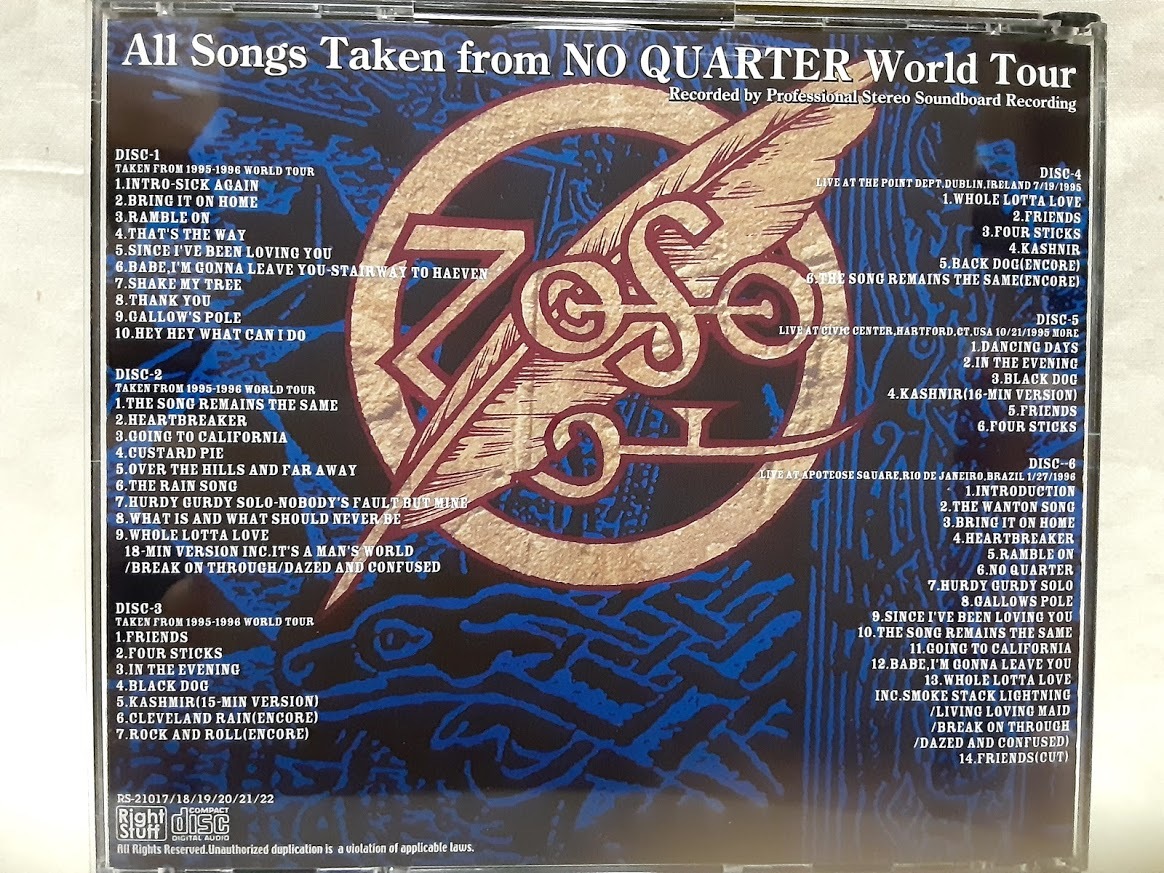 All Songs Taken from NO QUARTER World Tour
Recorded by Professional Stereo Soundboard Recording
DISC-1
TAKEN FROM 1995-1996 WORLD TOUR
1.INTRO-SICK AGAIN
2.BRING IT ON HOME
3.RAMBLE ON
4.THAT'S THE WAY
5.SINCE I'VE BEEN LOVING YOU
6.BABE,I'M GONNA LEAVE YOU-STAIRWAY TO HAEVEN
7.SHAKE MY TREE
8.THANK YOU
9.GALLOW'S POLE
10.HEY HEY WHAT CAN I DO
DISC-2
TAKEN FROM 1995-1996 WORLD TOUR
1.THE SONG REMAINS THE SAME
2.HEARTBREAKER
3.GOING TO CALIFORNIA
4.CUSTARD PIE
5.OVER THE HILLS AND FAR AWAY
6.THE RAIN SONG
7.HURDY GURDY SOLO-NOBODY'S FAULT BUT MINE
8.WHAT IS AND WHAT SHOULD NEVER BE
9.WHOLE LOTTA LOVE
18-MIN VERSION INC.IT'S A MAN'S WORLD
/BREAK ON THROUGH/DAZED AND CONFUSED
DISC-3
TAKEN FROM 1995-1996 WORLD TOUR
1.FRIENDS
2.FOUR STICKS
3.IN THE EVENING
4.BLACK DOG
5.KASHMIR(15-MIN VERSION)
6.CLEVELAND RAIN(ENCORE)
7.ROCK AND ROLL(ENCORE)
DISC-4
LIVE AT THE POINT DEPT,DUBLIN,IRELAND 7/19/1995
1.WHOLE LOTTA LOVE
2.FRIENDS
3.FOUR STICKS
4.KASHNIR
5.BACK DOG(ENCORE)
6.THE SONG REMAINS THE SAME(ENCORE)
DISC-5
LIVE AT CIVIC CENTER,HARTFORD,CT.USA 10/21/1995 MORE
1.DANCING DAYS
2.IN THE EVENING
3.BLACK DOG
4.KASHNIR(16-MIN VERSION)
5.FRIENDS
6.FOUR STICKS
DISC-6
LIVE AT APOTEOSE SQUARE,RIO DE JANEIRO,BRAZIL 1/27/1996
1.INTRODUCTION
2.THE WANTON SONG
3.BRING IT ON HOME
4.HEARTBREAKER
5.RAMBLE ON
6.NO QUARTER
7.HURDY GURDY SOLO
8.GALLOWS POLE
9.SINCE I'VE BEEN LOVING YOU
10.THE SONG REMAINS THE SAME
11.GOING TO CALIFORNIA
12.BABE,I'M GONNA LEAVE YOU
13.WHOLE LOTTA LOVE
INC.SMOKE STACK LIGHTNING
/LIVING LOVING MAID
/BREAK ON THROUGH
/DAZED AND CONFUSED)
14.FRIENDS(CUT)
RS-21017/18/19/20/21/22
Right Stuff
COMPACT
disc
DIGITAL AUDIO
All Rights Reserved.Unauthorized duplication is a violation of applicable laws.